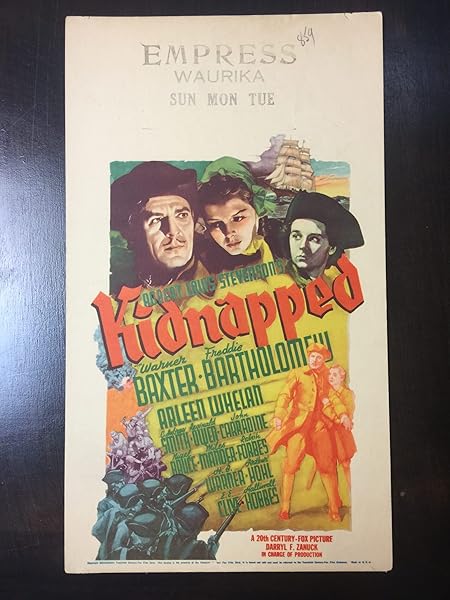 869
EMPRESS
WAURIKA
SUN MON TUE
ROBERT LOUIS STEVENSON'S
Kidnapped
Warner Freddie
BAXTER · BARTHOLOMEW
ARLEEN WHELAN
Reginald John
SMITH · OWEN · CARRADINE
Nigel Miles Ralph
BRUCE · MANDER · FORBES
H.B. Arthur
WARNER · HOHL
E.E. Halliwell
CLIVE · HOBBES
A 20th CENTURY-FOX PICTURE
DARRYL F. ZANUCK
IN CHARGE OF PRODUCTION